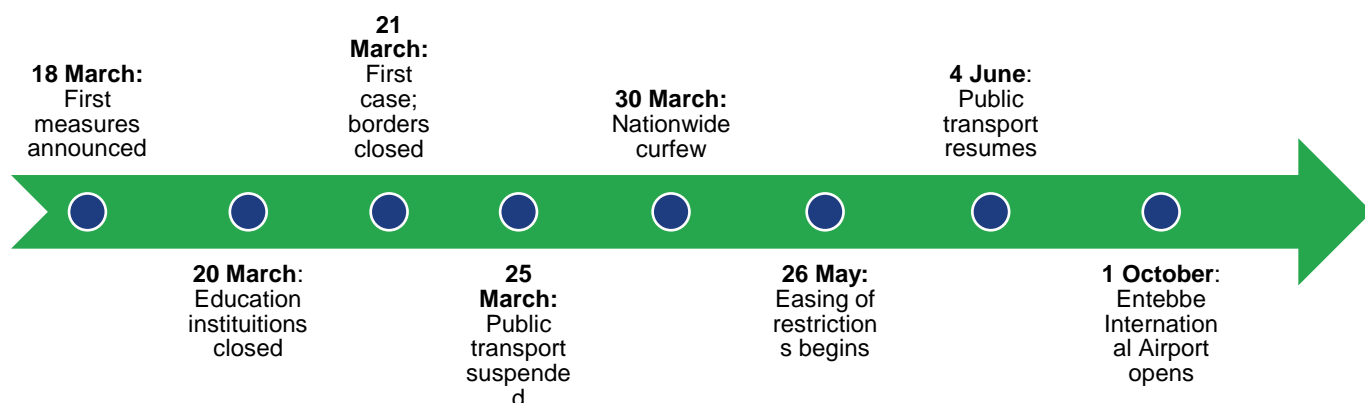 18 March:
First
measures
announced
20 March:
Education
instituitions
closed
21
March:
First
case;
borders
closed
25
March:
Public
transport
suspende
d
30 March:
Nationwide
curfew
26 May:
Easing of
restriction
s begins
4 June:
Public
transport
resumes
1 October:
Entebbe
Internation
al Airport
opens